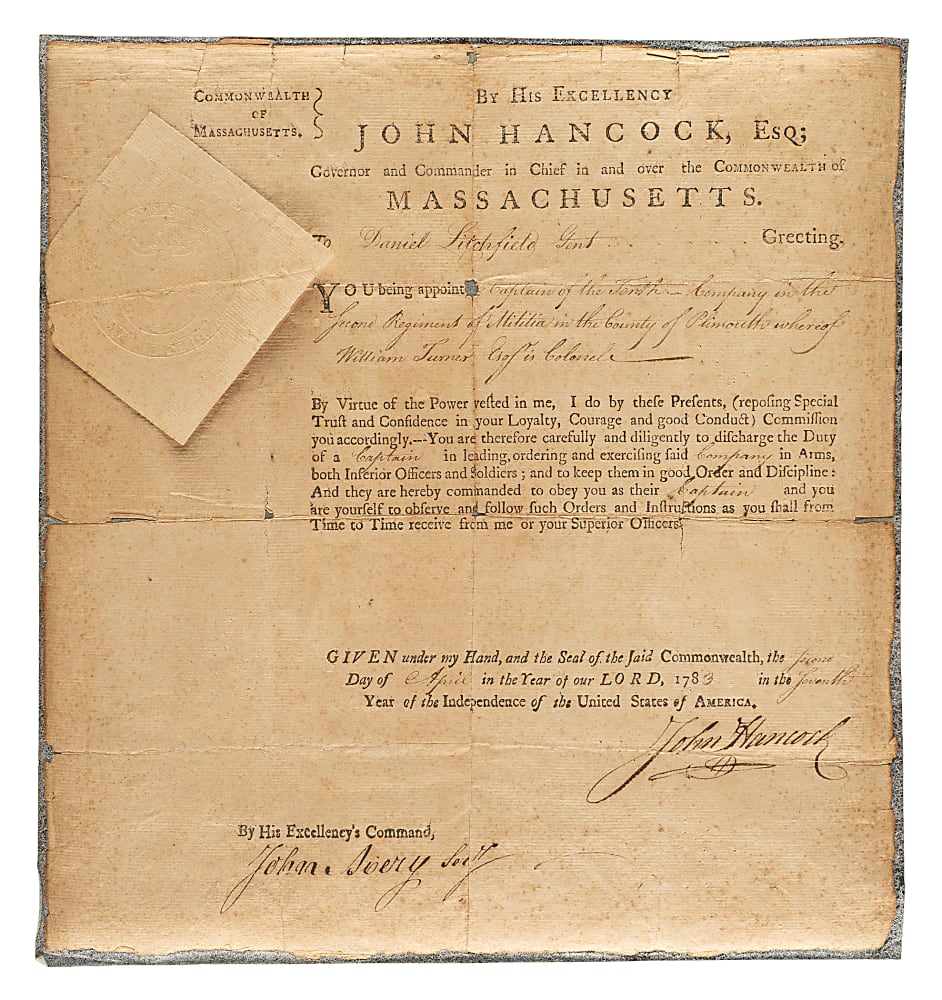 COMMONWEALTH
OF
MASSACHUSETTS.
BY HIS EXCELLENCY
JOHN HANCOCK, ESQ;
Governor and Commander in Chief in and over the COMMONWEALTH of
MASSACHUSETTS.
To Daniel Litchfield Gent Greeting.
YOU being appointed Captain of the Tenth Company in the
second Regiment of Militia in the County of Plimouth whereof
William Turner Esqr is Colonel
By Virtue of the Power vested in me, I do by theſe Preſents, (repoſing Special
Truſt and Confidence in your Loyalty, Courage and good Conduct) Commiſſion
you accordingly.---You are therefore carefully and diligently to diſcharge the Duty
of a Captain in leading, ordering and exerciſing ſaid Company in Arms,
both Inferior Officers and Soldiers; and to keep them in good Order and Diſcipline:
And they are hereby commanded to obey you as their Captain and you
are yourſelf to obſerve and follow ſuch Orders and Inſtructions as you ſhall from
Time to Time receive from me or your Superior Officers.
GIVEN under my Hand, and the Seal of the ſaid Commonwealth, the second
Day of April in the Year of our LORD, 1783 in the Seventh
Year of the Independence of the United States of AMERICA.
John Hancock
By His Excellency's Command,
John Avery Secy